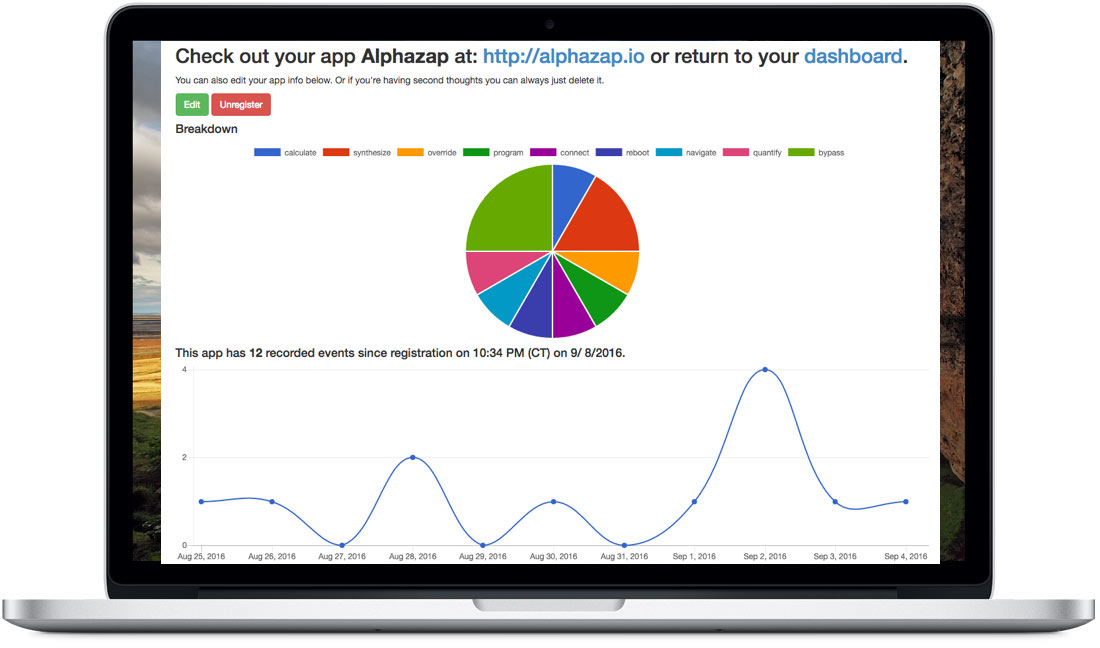 Check out your app Alphazap at: http://alphazap.io or return to your dashboard.
You can also edit your app info below. Or if you're having second thoughts you can always just delete it.
Edit Unregister
Breakdown
calculate synthesize override program connect reboot navigate quantify bypass
This app has 12 recorded events since registration on 10:34 PM (CT) on 9/ 8/2016.
4
2
0
Aug 25, 2016 Aug 26, 2016 Aug 27, 2016 Aug 28, 2016 Aug 29, 2016 Aug 30, 2016 Aug 31, 2016 Sep 1, 2016 Sep 2, 2016 Sep 3, 2016 Sep 4, 2016